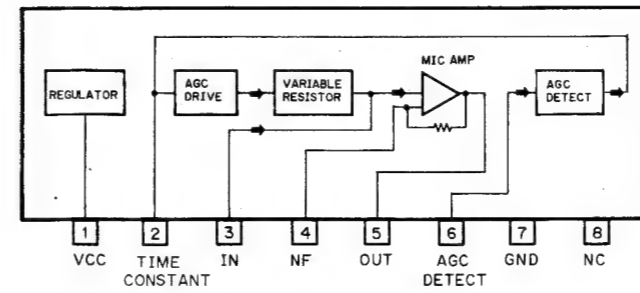 MIC AMP
REGULATOR
AGC
DRIVE
VARIABLE
RESISTOR
AGC
DETECT
1 2 3 4 5 6 7 8
VCC TIME IN NF OUT AGC GND NC
CONSTANT DETECT